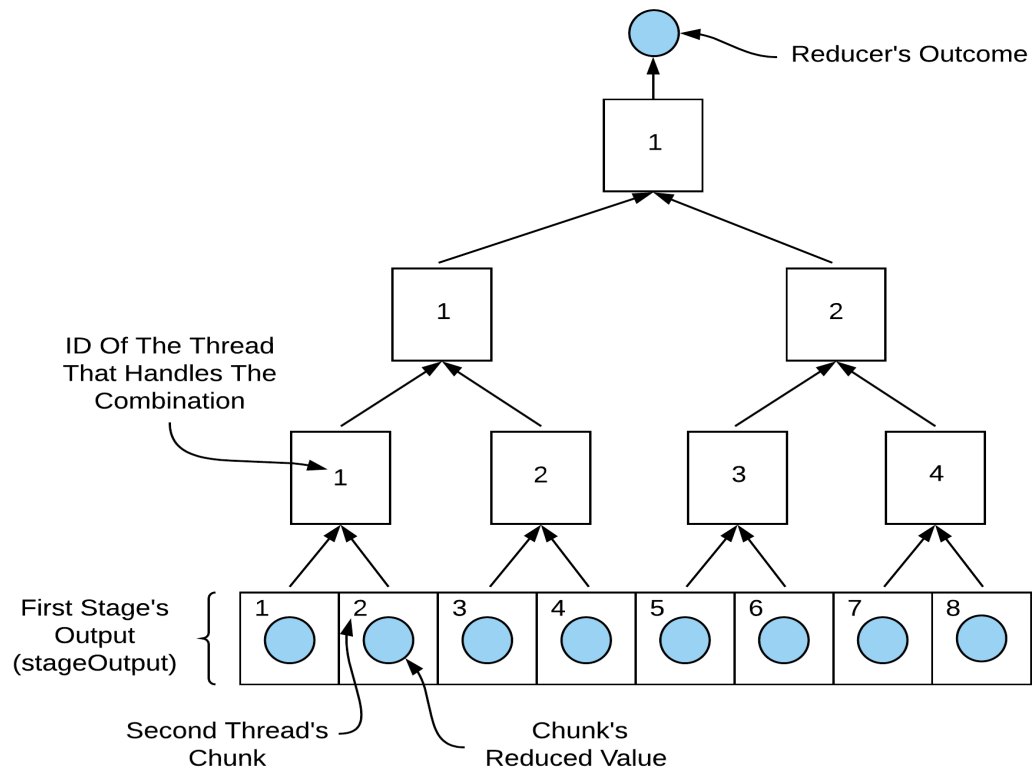 Reducer's Outcome
1
1
2
ID Of The Thread
That Handles The
Combination
1
2
3
4
First Stage's
Output
(stageOutput)
1
2
3
4
5
6
7
8
Second Thread's
Chunk
Chunk's
Reduced Value